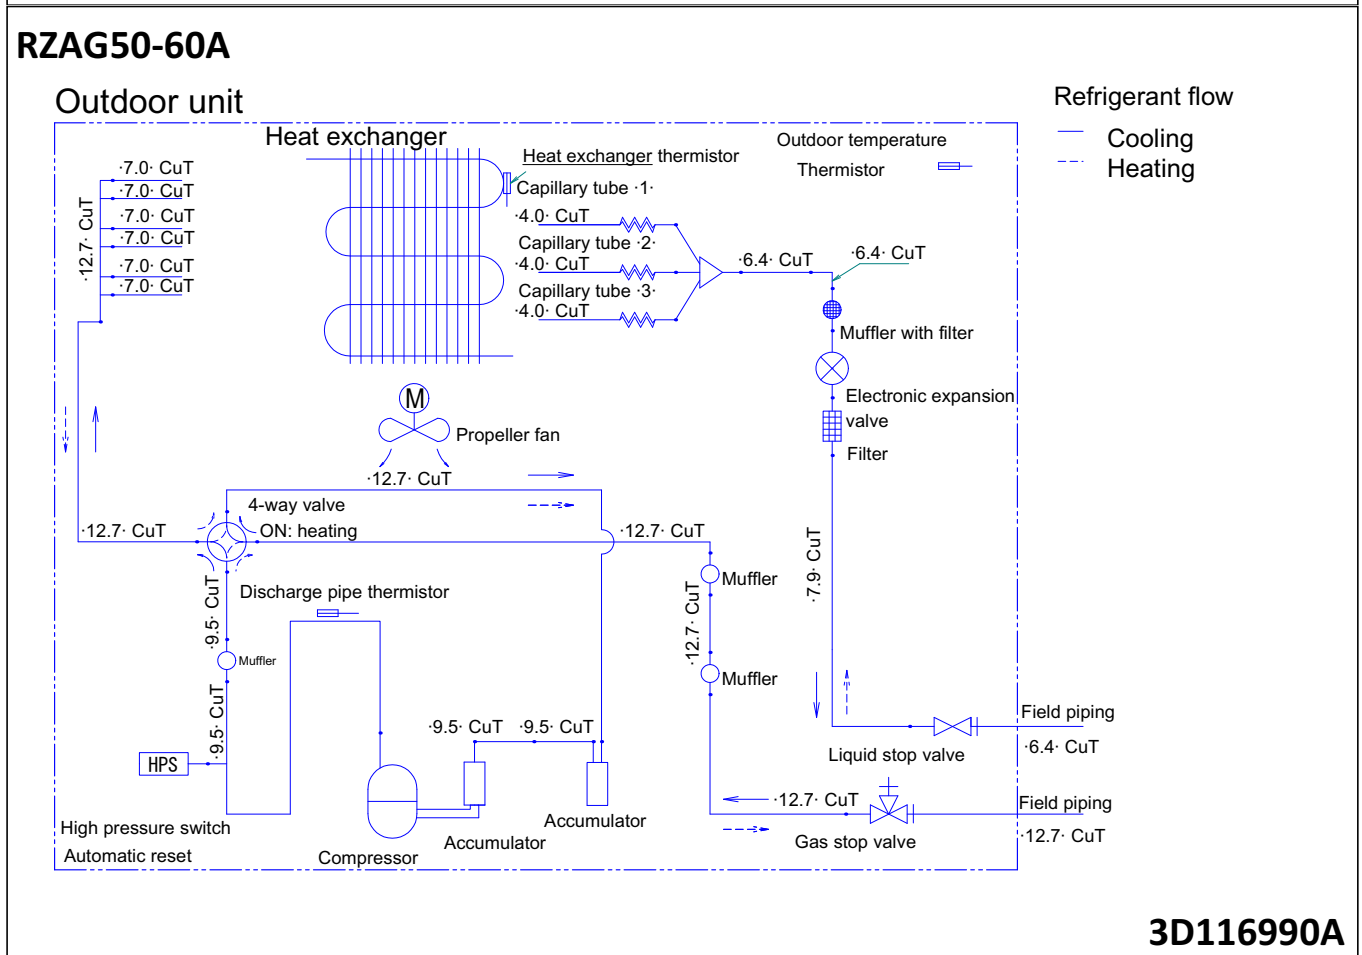 RZAG50-60A
Outdoor unit
Refrigerant flow
Cooling
Heating
Heat exchanger
Outdoor temperature
Thermistor
Heat exchanger thermistor
·7.0· CuT
·7.0· CuT
·7.0· CuT
·7.0· CuT
·7.0· CuT
·7.0· CuT
·12.7· CuT
Capillary tube ·1·
·4.0· CuT
Capillary tube ·2·
·4.0· CuT
Capillary tube ·3·
·4.0· CuT
·6.4· CuT
·6.4· CuT
Muffler with filter
Electronic expansion
valve
Filter
M
Propeller fan
·12.7· CuT
4-way valve
ON: heating
·12.7· CuT
·12.7· CuT
·7.9· CuT
Muffler
·12.7· CuT
Muffler
·9.5· CuT
Discharge pipe thermistor
Muffler
·9.5· CuT
HPS
High pressure switch
Automatic reset
Compressor
·9.5· CuT
·9.5· CuT
Accumulator
Accumulator
Field piping
·6.4· CuT
Liquid stop valve
·12.7· CuT
Gas stop valve
Field piping
·12.7· CuT
3D116990A